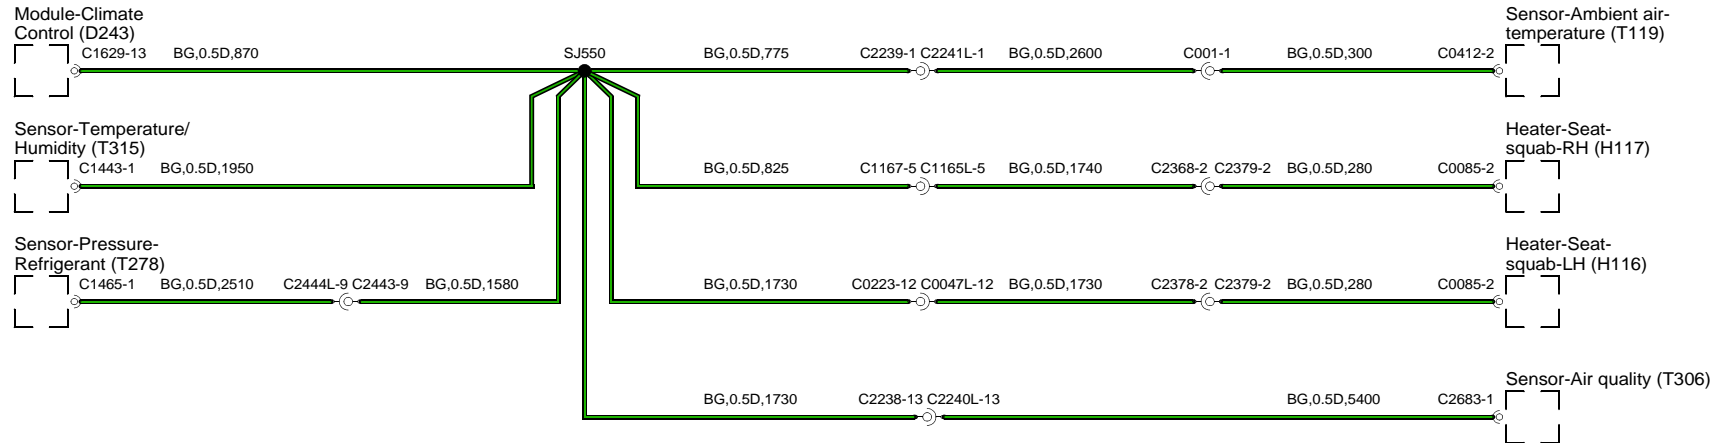 Module-Climate
Control (D243)
Sensor-Ambient air-
temperature (T119)
C1629-13 BG,0.5D,870 SJ550 BG,0.5D,775 C2239-1 C2241L-1 BG,0.5D,2600 C001-1 BG,0.5D,300 C0412-2
Sensor-Temperature/
Humidity (T315)
Heater-Seat-
squab-RH (H117)
C1443-1 BG,0.5D,1950 BG,0.5D,825 C1167-5 C1165L-5 BG,0.5D,1740 C2368-2 C2379-2 BG,0.5D,280 C0085-2
Sensor-Pressure-
Refrigerant (T278)
Heater-Seat-
squab-LH (H116)
C1465-1 BG,0.5D,2510 C2444L-9 C2443-9 BG,0.5D,1580 BG,0.5D,1730 C0223-12 C0047L-12 BG,0.5D,1730 C2378-2 C2379-2 BG,0.5D,280 C0085-2
Sensor-Air quality (T306)
BG,0.5D,1730 C2238-13 C2240L-13 BG,0.5D,5400 C2683-1